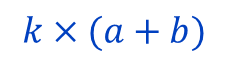 k × (a + b)